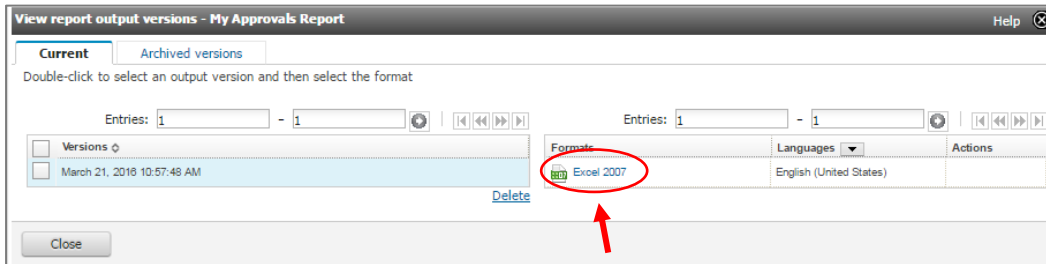 View report output versions - My Approvals Report Help
Current Archived versions
Double-click to select an output version and then select the format
Entries: 1 - 1 Entries: 1 - 1
Versions Formats Languages Actions
March 21, 2016 10:57:48 AM Excel 2007 English (United States)
Delete
Close